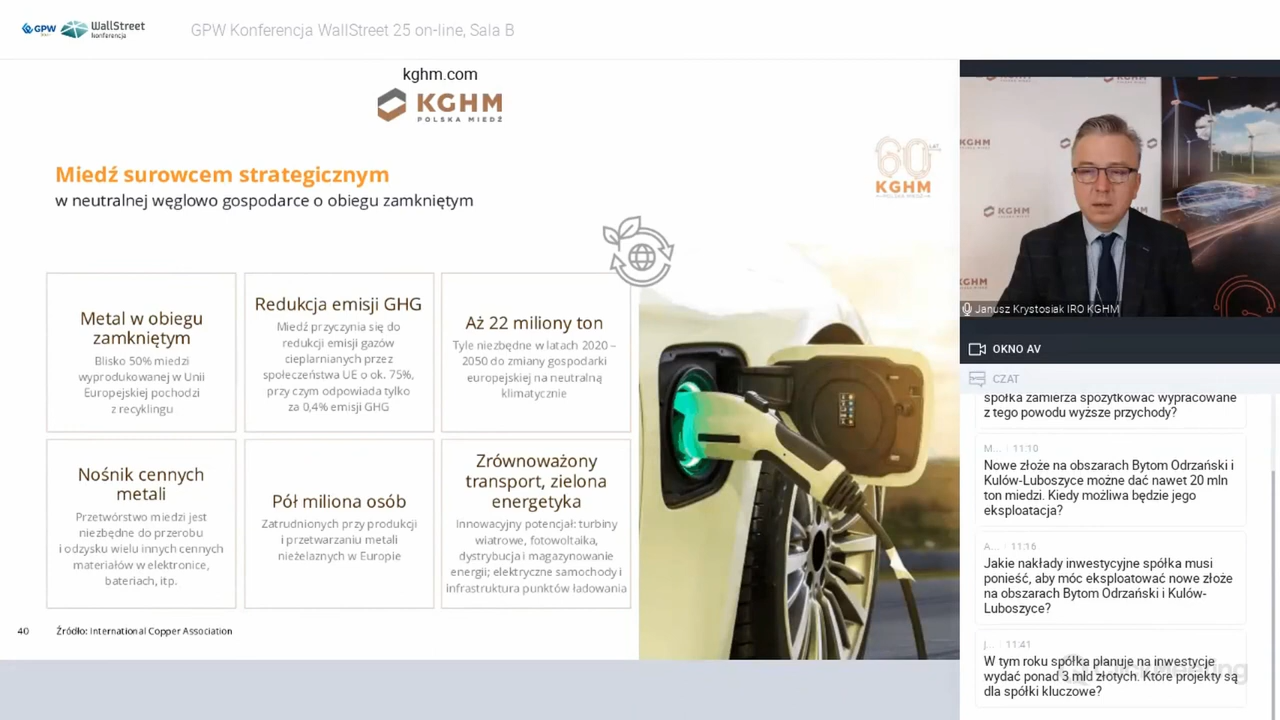 GPW
WallStreet
konferencja
GPW Konferencja WallStreet 25 on-line, Sala B
kghm.com
KGHM
POLSKA MIEDŹ
60 LAT
KGHM
Miedź surowcem strategicznym
w neutralnej węglowo gospodarce o obiegu zamkniętym
Metal w obiegu
zamkniętym
Blisko 50% miedzi
wyprodukowanej w Unii
Europejskiej pochodzi
z recyklingu
Redukcja emisji GHG
Miedź przyczynia się do
redukcji emisji gazów
cieplarnianych przez
społeczeństwa UE o ok. 75%,
przy czym odpowiada tylko
za 0,4% emisji GHG
Aż 22 miliony ton
Tyle niezbędne w latach 2020 –
2050 do zmiany gospodarki
europejskiej na neutralną
klimatycznie
Nośnik cennych
metali
Przetwórstwo miedzi jest
niezbędne do przerobu
i odzysku wielu innych cennych
materiałów w elektronice,
bateriach, itp.
Pół miliona osób
Zatrudnionych przy produkcji
i przetwarzaniu metali
nieżelaznych w Europie
Zrównoważony
transport, zielona
energetyka
Innowacyjny potencjał: turbiny
wiatrowe, fotowoltaika,
dystrybucja i magazynowanie
energii; elektryczne samochody i
infrastruktura punktów ładowania
40
Źródło: International Copper Association
KGHM
KGHM
KGHM
Janusz Krystosiak IRO KGHM
OKNO AV
CZAT
spółka zamierza spożytkować wypracowane
z tego powodu wyższe przychody?
M... 11:10
Nowe złoże na obszarach Bytom Odrzański i
Kulów-Luboszyce możne dać nawet 20 mln
ton miedzi. Kiedy możliwa będzie jego
eksploatacja?
A... 11:16
Jakie nakłady inwestycyjne spółka musi
ponieść, aby móc eksploatować nowe złoże
na obszarach Bytom Odrzański i Kulów-
Luboszyce?
J... 11:41
W tym roku spółka planuje na inwestycje
wydać ponad 3 mld złotych. Które projekty są
dla spółki kluczowe?